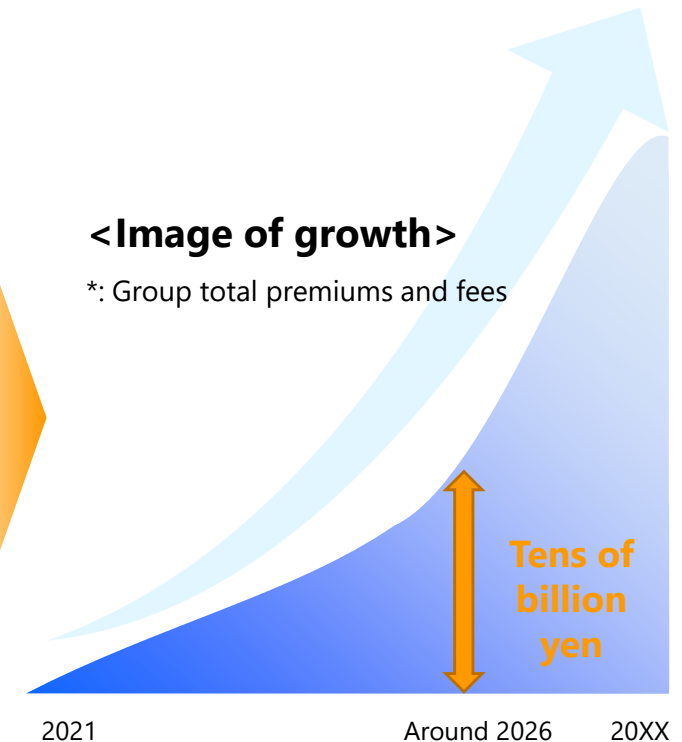 <Image of growth>
*: Group total premiums and fees
Tens of
billion
yen
2021
Around 2026
20XX